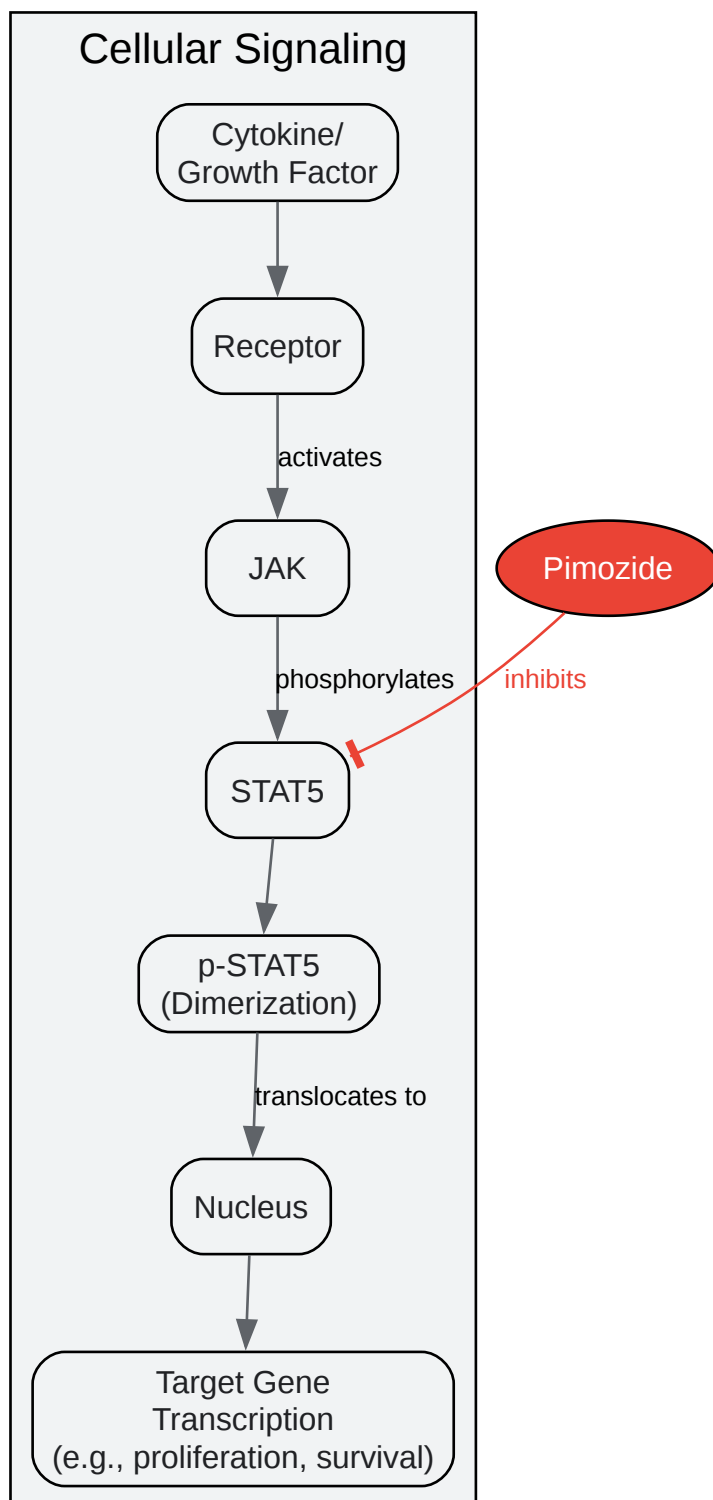 Cellular Signaling
Cytokine/
Growth Factor
Receptor
activates
JAK
Pimozide
phosphorylates
inhibits
STAT5
p-STAT5
(Dimerization)
translocates to
Nucleus
Target Gene
Transcription
(e.g., proliferation, survival)